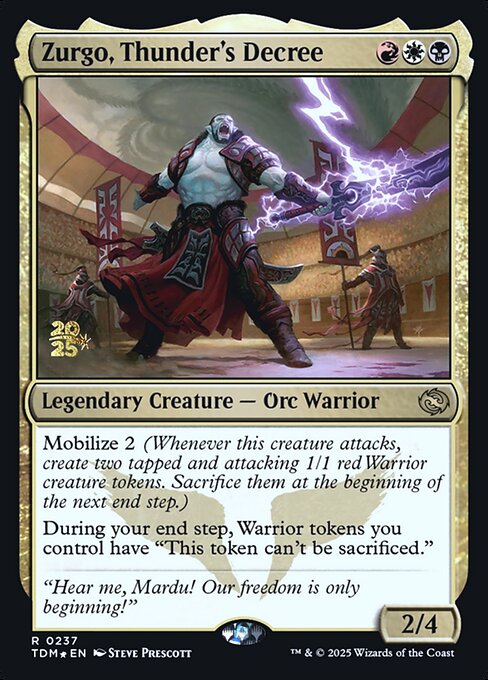 Zurgo, Thunder's Decree
20
25
Legendary Creature — Orc Warrior
Mobilize 2 (Whenever this creature attacks,
create two tapped and attacking 1/1 red Warrior
creature tokens. Sacrifice them at the beginning of
the next end step.)
During your end step, Warrior tokens you
control have “This token can't be sacrificed.”
“Hear me, Mardu! Our freedom is only
beginning!”
2/4
R 0237
TDM★EN Steve Prescott
™ & © 2025 Wizards of the Coast